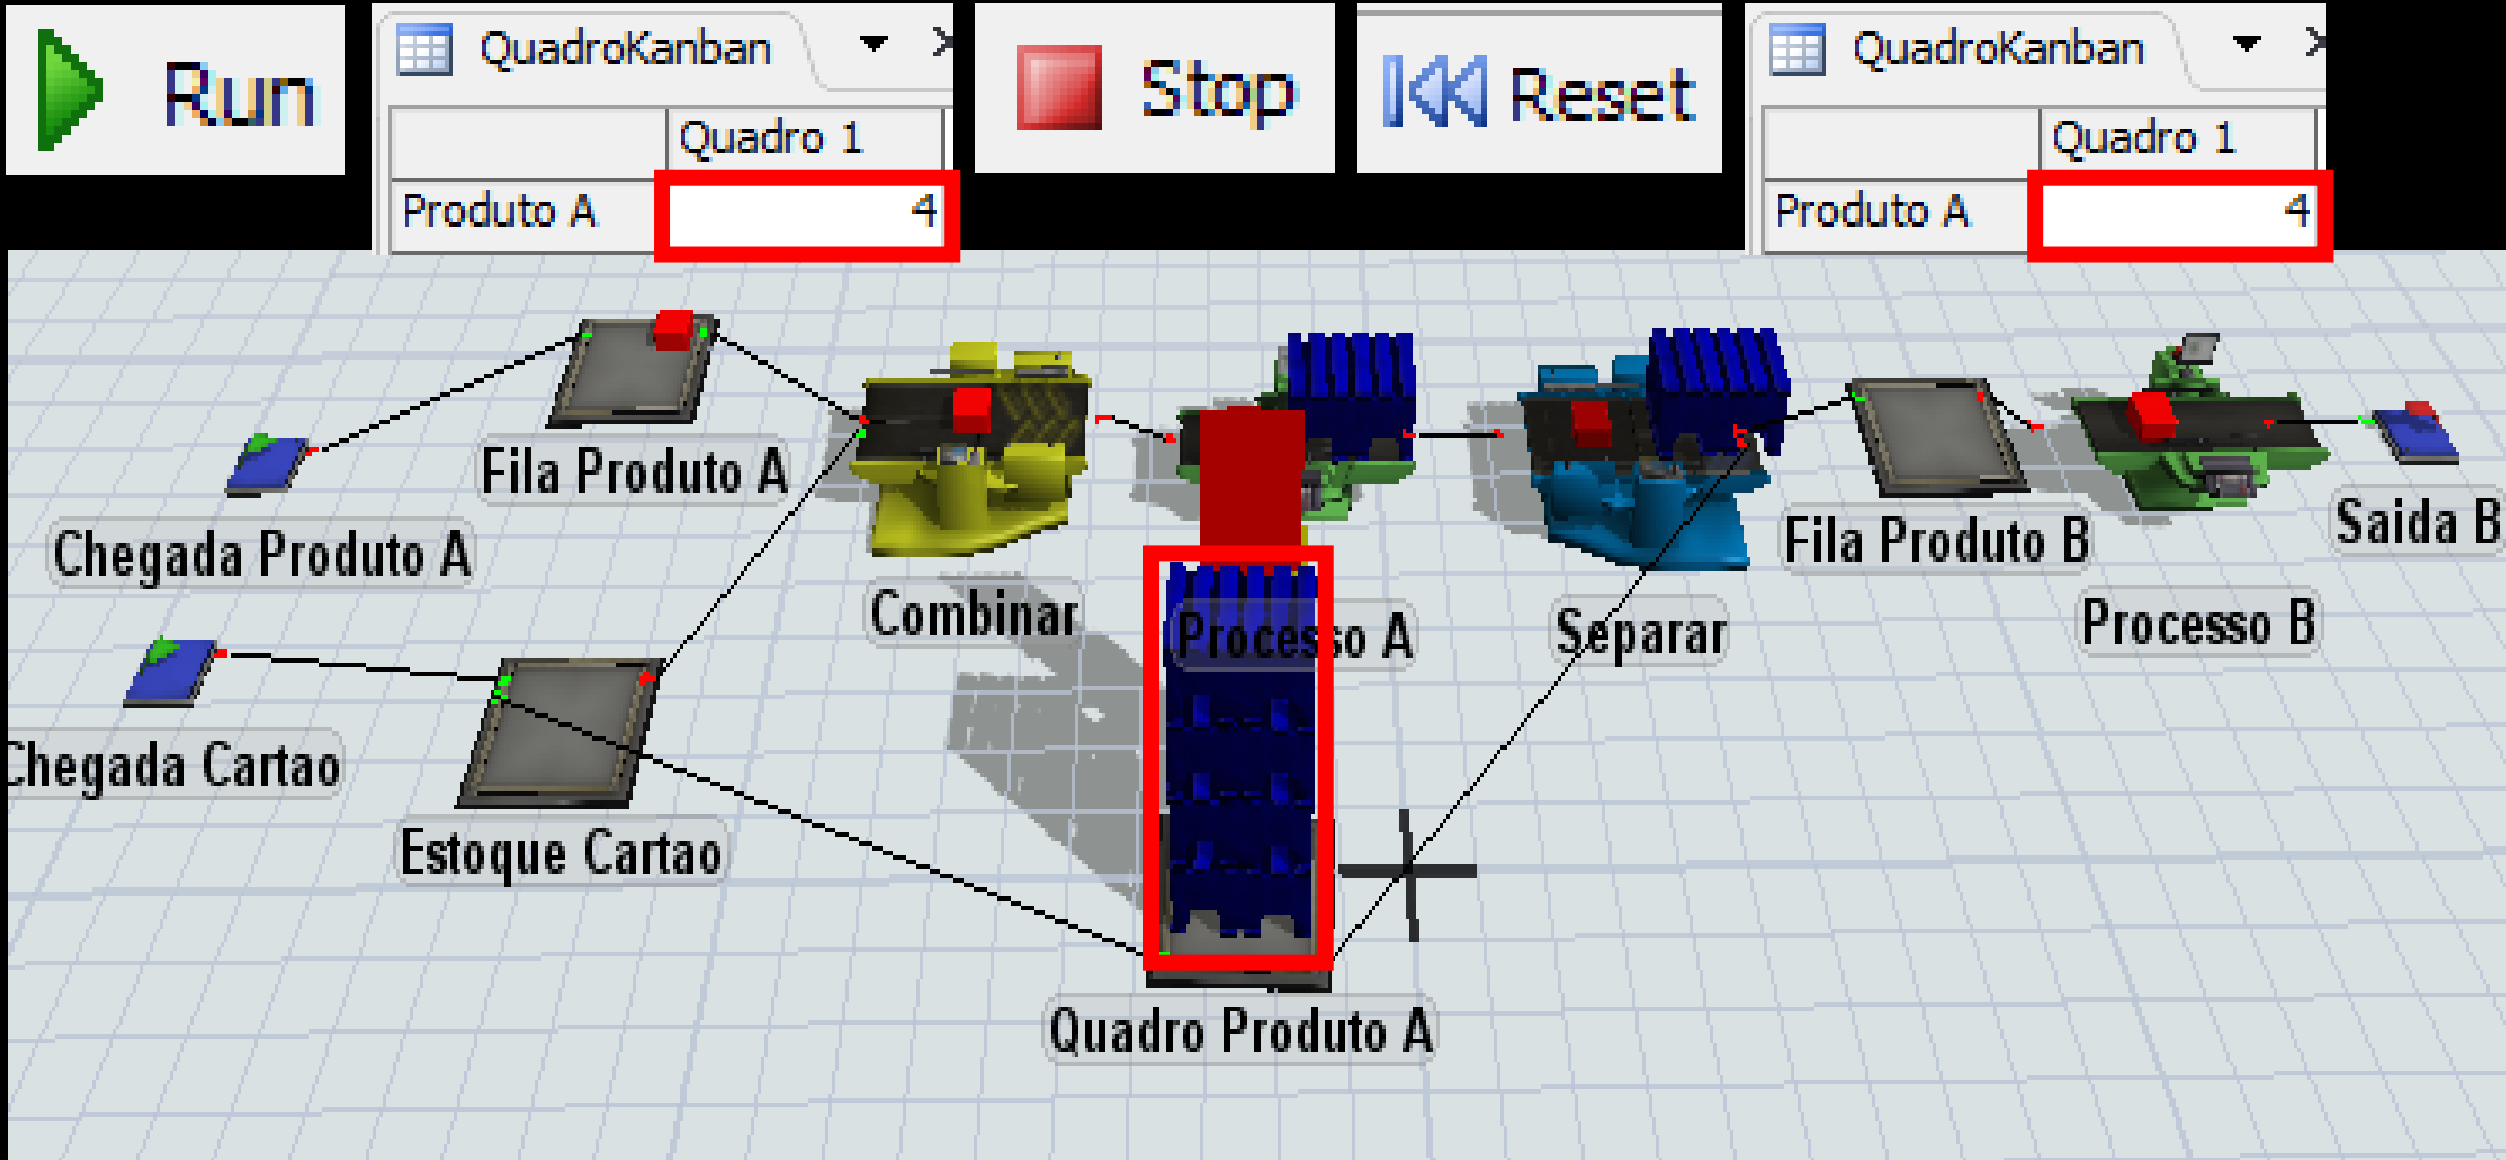 Run
QuadroKanban
Quadro 1
Produto A 4
Stop
Reset
QuadroKanban
Quadro 1
Produto A 4
Fila Produto A
Chegada Produto A
Combinar
Processo A
Separar
Fila Produto B
Processo B
Saida B
Chegada Cartao
Estoque Cartao
Quadro Produto A